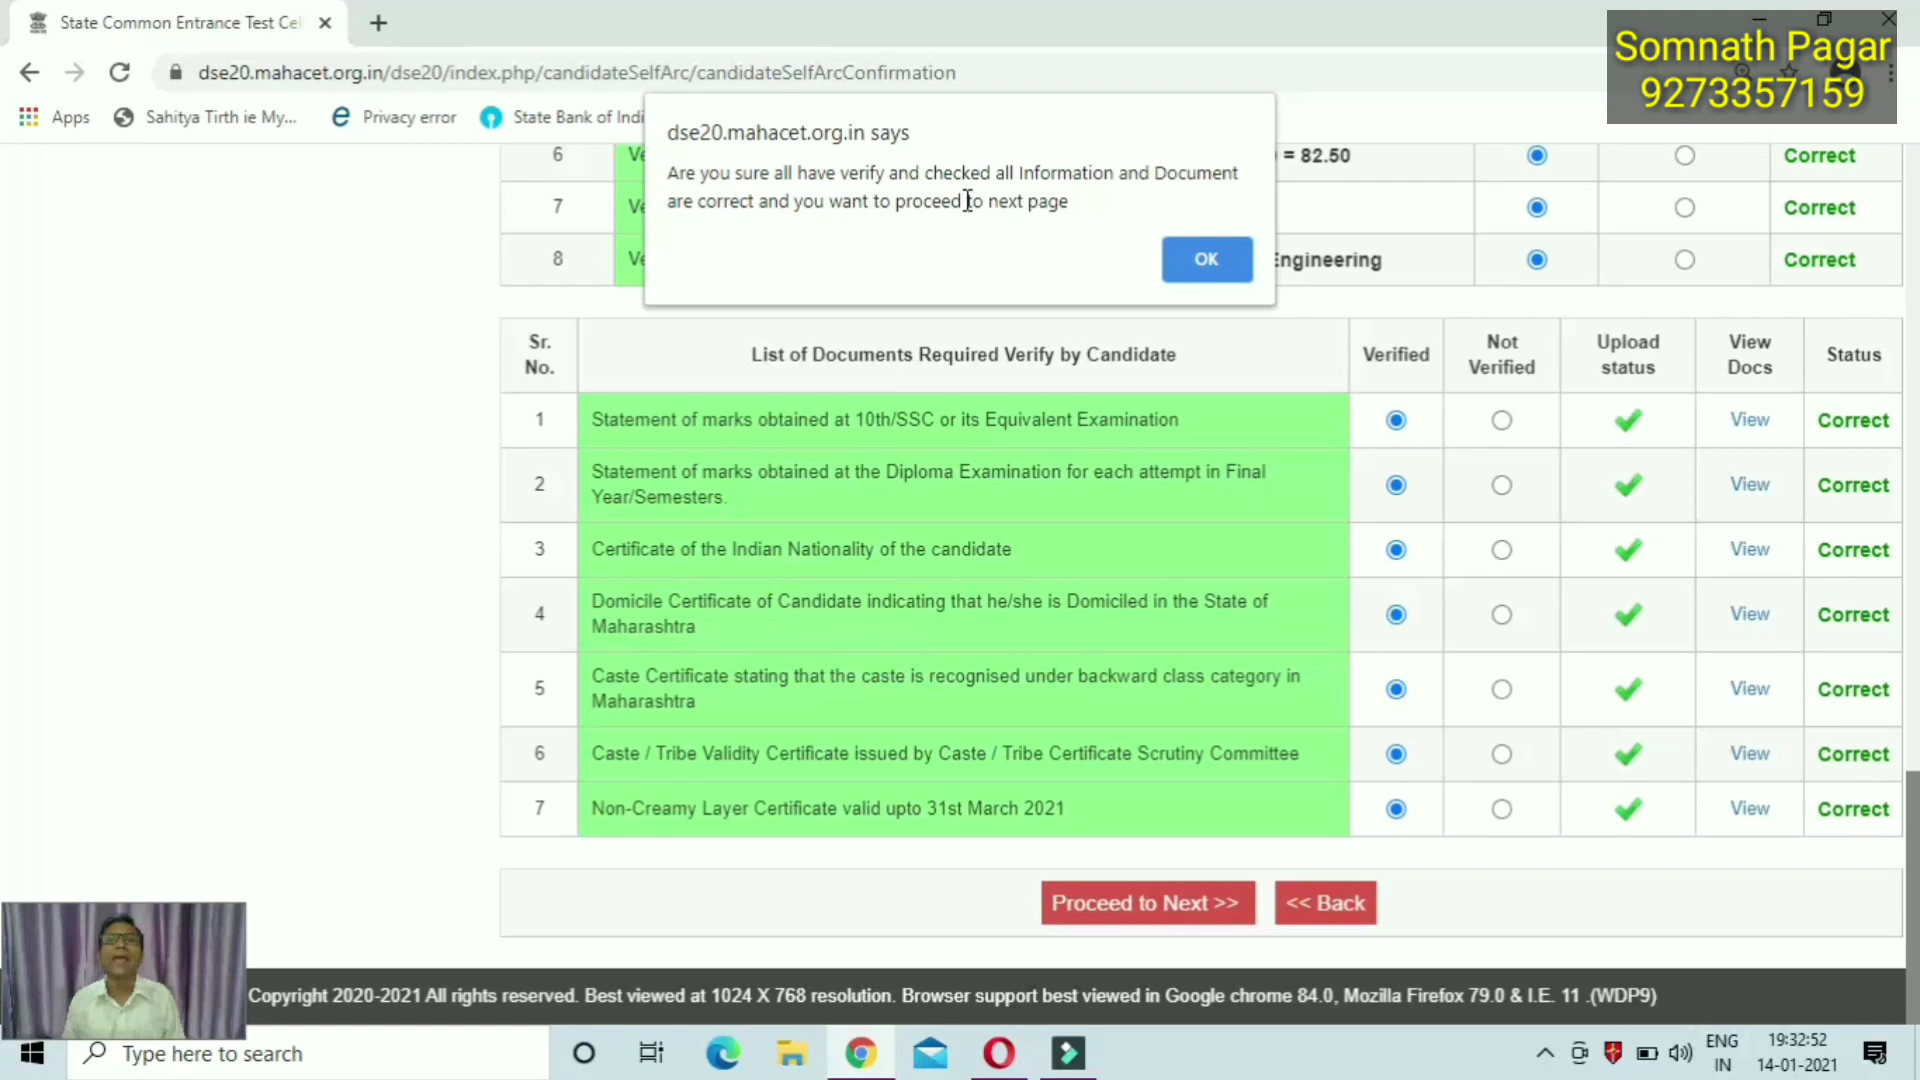 State Common Entrance Test Cel
Somnath Pagar
9273357159
dse20.mahacet.org.in/dse20/index.php/candidateSelfArc/candidateSelfArcConfirmation
Apps Sahitya Tirth ie My... Privacy error State Bank of Indi
dse20.mahacet.org.in says
Are you sure all have verify and checked all Information and Document
are correct and you want to proceed to next page
OK
6 Ve = 82.50 Correct
7 Ve Correct
8 Ve Engineering Correct
Sr. No. List of Documents Required Verify by Candidate Verified Not Verified Upload status View Docs Status
1 Statement of marks obtained at 10th/SSC or its Equivalent Examination View Correct
2 Statement of marks obtained at the Diploma Examination for each attempt in Final
Year/Semesters. View Correct
3 Certificate of the Indian Nationality of the candidate View Correct
4 Domicile Certificate of Candidate indicating that he/she is Domiciled in the State of
Maharashtra View Correct
5 Caste Certificate stating that the caste is recognised under backward class category in
Maharashtra View Correct
6 Caste / Tribe Validity Certificate issued by Caste / Tribe Certificate Scrutiny Committee View Correct
7 Non-Creamy Layer Certificate valid upto 31st March 2021 View Correct
Proceed to Next >> << Back
Copyright 2020-2021 All rights reserved. Best viewed at 1024 X 768 resolution. Browser support best viewed in Google chrome 84.0, Mozilla Firefox 79.0 & I.E. 11 .(WDP9)
Type here to search
ENG
IN
19:32:52
14-01-2021